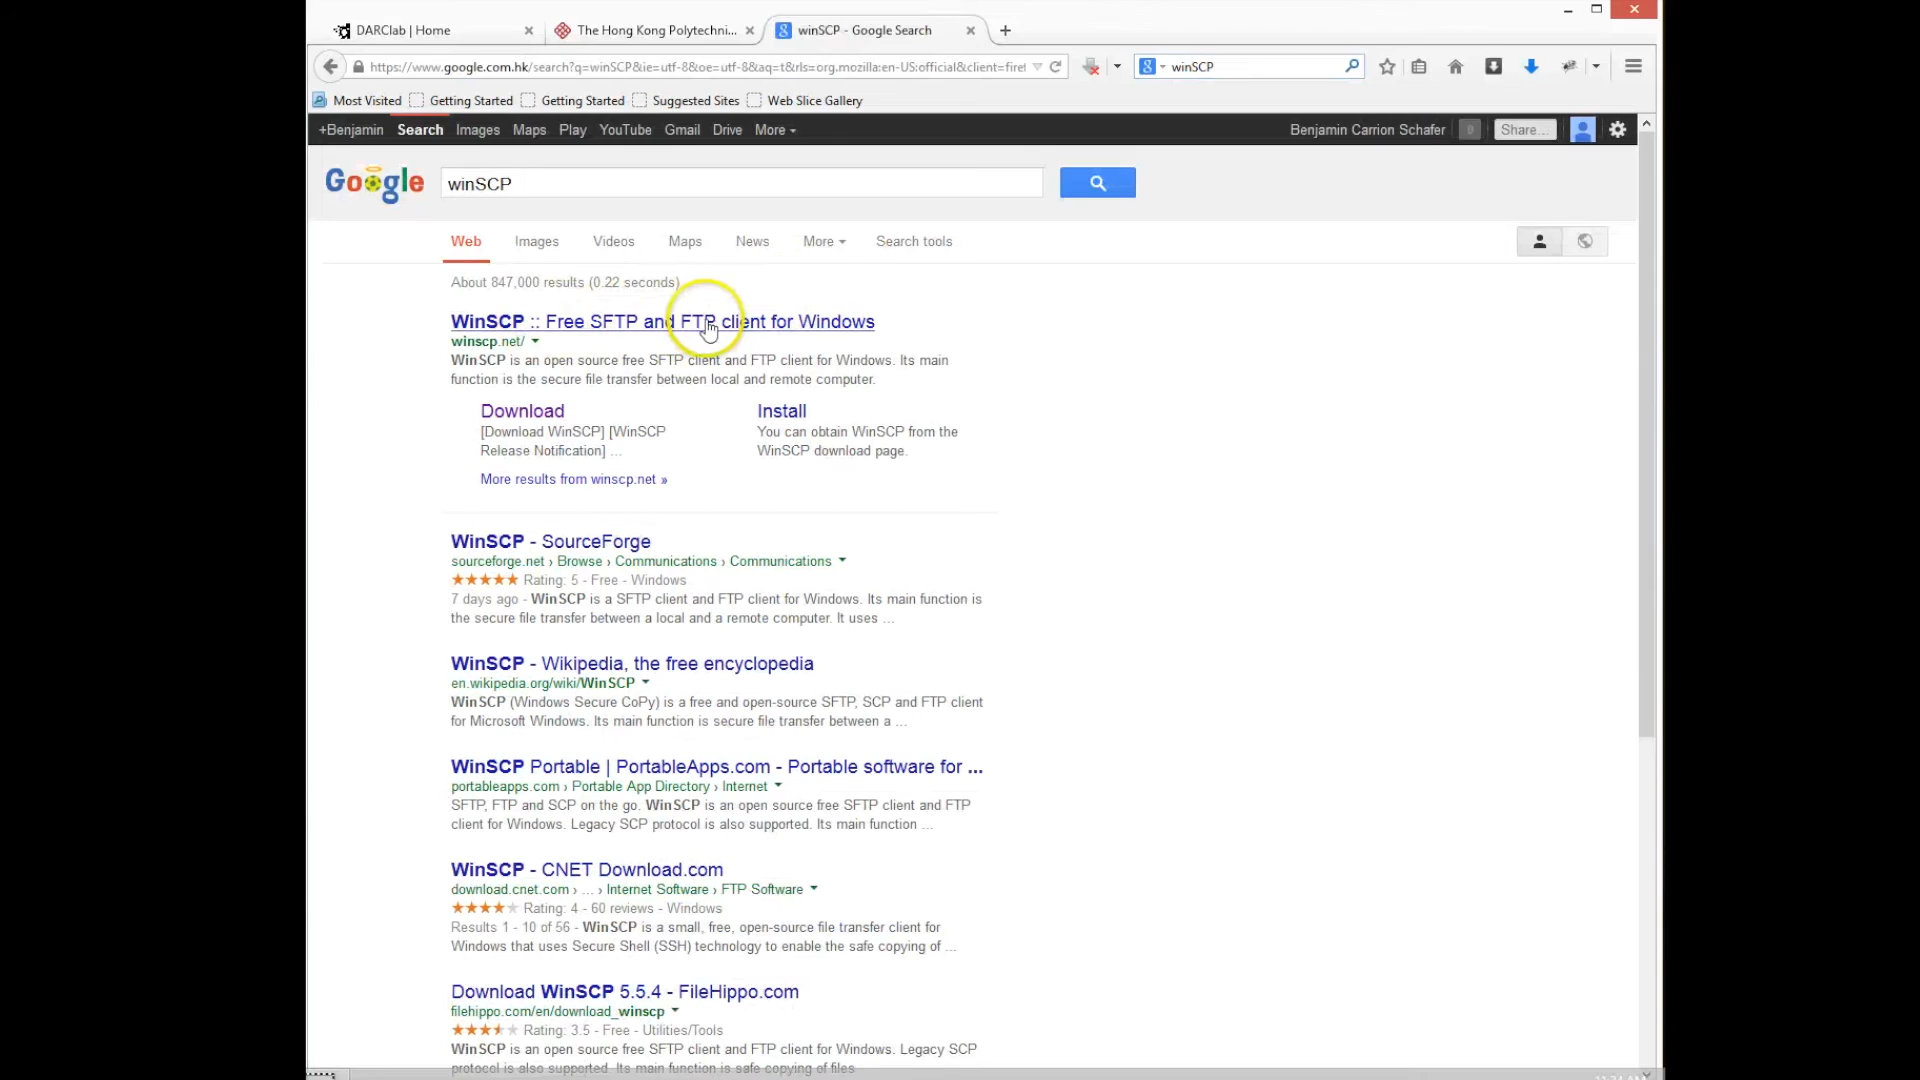 DARClab | Home
The Hong Kong Polytechni...
winSCP - Google Search
https://www.google.com.hk/search?q=winSCP&ie=utf-8&oe=utf-8&aq=t&rls=org.mozilla:en-US:official&client=firef
winSCP
Most Visited Getting Started Getting Started Suggested Sites Web Slice Gallery
+Benjamin Search Images Maps Play YouTube Gmail Drive More
Benjamin Carrion Schafer 0 Share...
Google
winSCP
Web Images Videos Maps News More Search tools
About 847,000 results (0.22 seconds)
WinSCP :: Free SFTP and FTP client for Windows
winscp.net/
WinSCP is an open source free SFTP client and FTP client for Windows. Its main
function is the secure file transfer between local and remote computer.
Download
[Download WinSCP] [WinSCP
Release Notification] ...
Install
You can obtain WinSCP from the
WinSCP download page.
More results from winscp.net »
WinSCP - SourceForge
sourceforge.net › Browse › Communications › Communications
Rating: 5 - Free - Windows
7 days ago - WinSCP is a SFTP client and FTP client for Windows. Its main function is
the secure file transfer between a local and a remote computer. It uses ...
WinSCP - Wikipedia, the free encyclopedia
en.wikipedia.org/wiki/WinSCP
WinSCP (Windows Secure CoPy) is a free and open-source SFTP, SCP and FTP client
for Microsoft Windows. Its main function is secure file transfer between a ...
WinSCP Portable | PortableApps.com - Portable software for ...
portableapps.com › Portable App Directory › Internet
SFTP, FTP and SCP on the go. WinSCP is an open source free SFTP client and FTP
client for Windows. Legacy SCP protocol is also supported. Its main function ...
WinSCP - CNET Download.com
download.cnet.com › ... › Internet Software › FTP Software
Rating: 4 - 60 reviews - Windows
Results 1 - 10 of 56 - WinSCP is a small, free, open-source file transfer client for
Windows that uses Secure Shell (SSH) technology to enable the safe copying of ...
Download WinSCP 5.5.4 - FileHippo.com
filehippo.com/en/download_winscp
Rating: 3.5 - Free - Utilities/Tools
WinSCP is an open source free SFTP client and FTP client for Windows. Legacy SCP
protocol is also supported. Its main function is safe copying of files